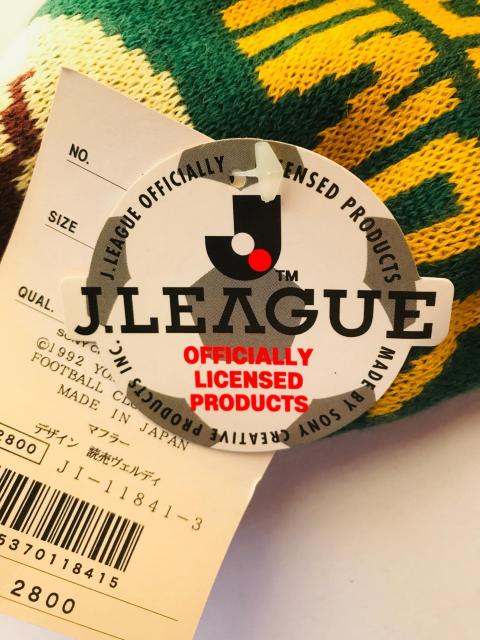 J.LEAGUE OFFICIALLY
LICENSED PRODUCTS
J.LEAGUE
TM
OFFICIALLY
LICENSED
PRODUCTS
MADE BY SONY CREATIVE PRODUCTS INC.
NO.
SIZE
QUAL.
SONY
©1992
FOOTBALL
MADE IN JAPAN
マフラー
デザイン 読売ヴェルディ
2800
JI-11841-3
5370118415
2800